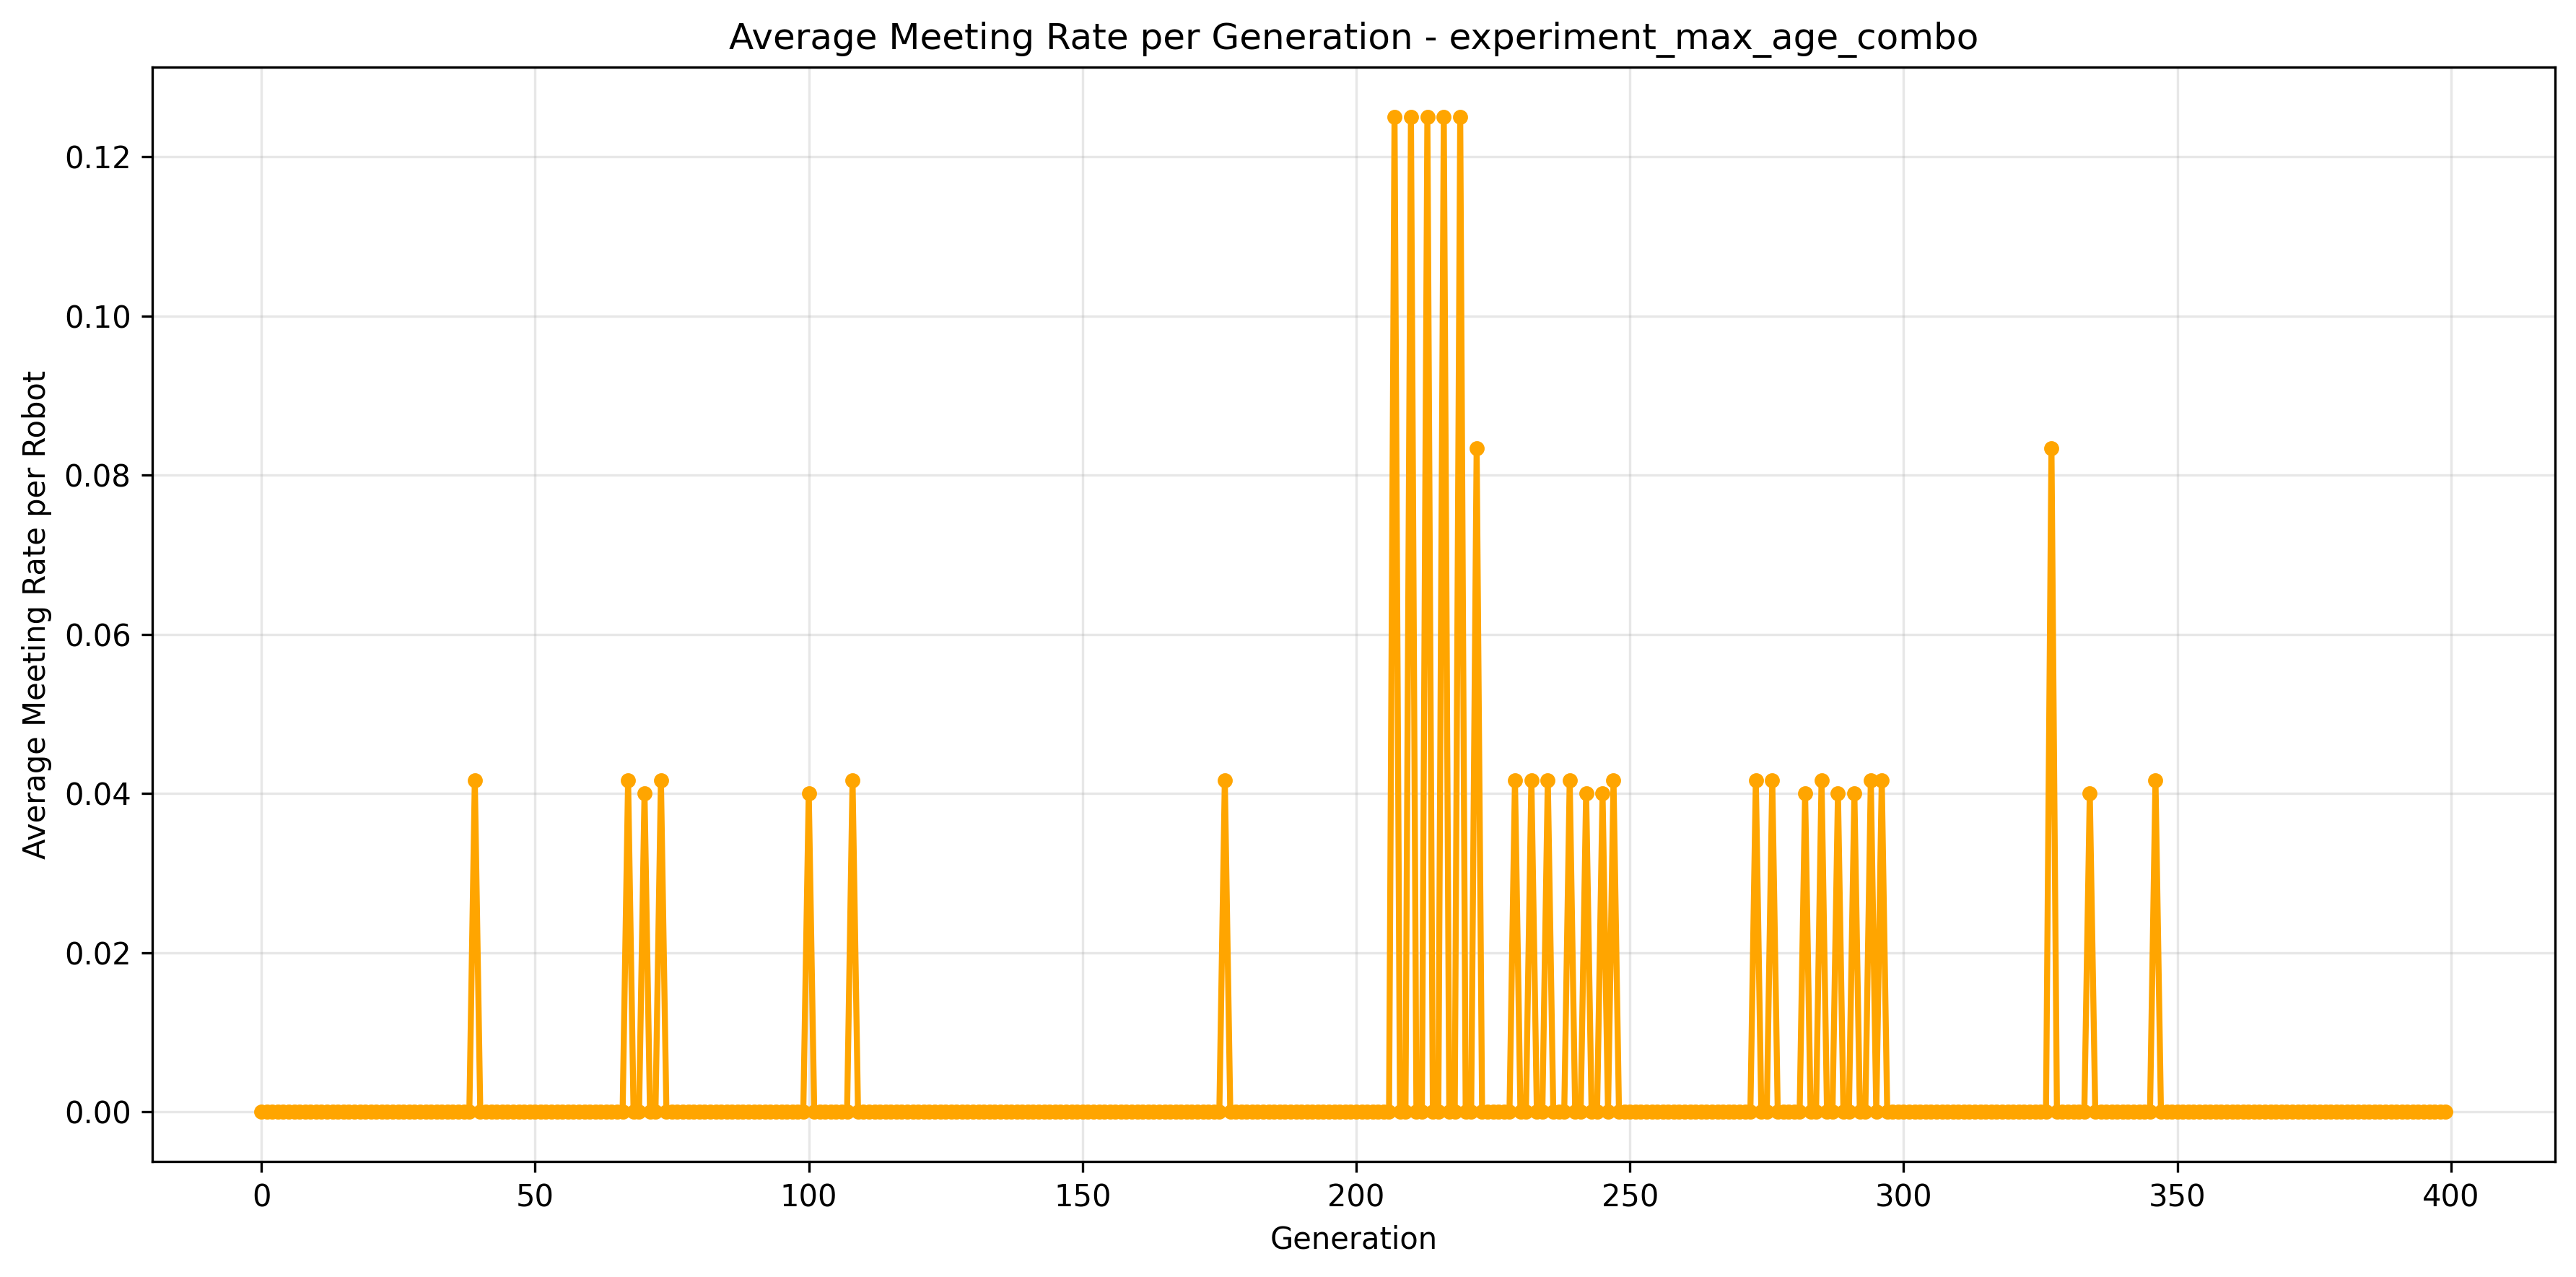 Average Meeting Rate per Generation - experiment_max_age_combo
Average Meeting Rate per Robot
0.12
0.10
0.08
0.06
0.04
0.02
0.00
0 50 100 150 200 250 300 350 400
Generation